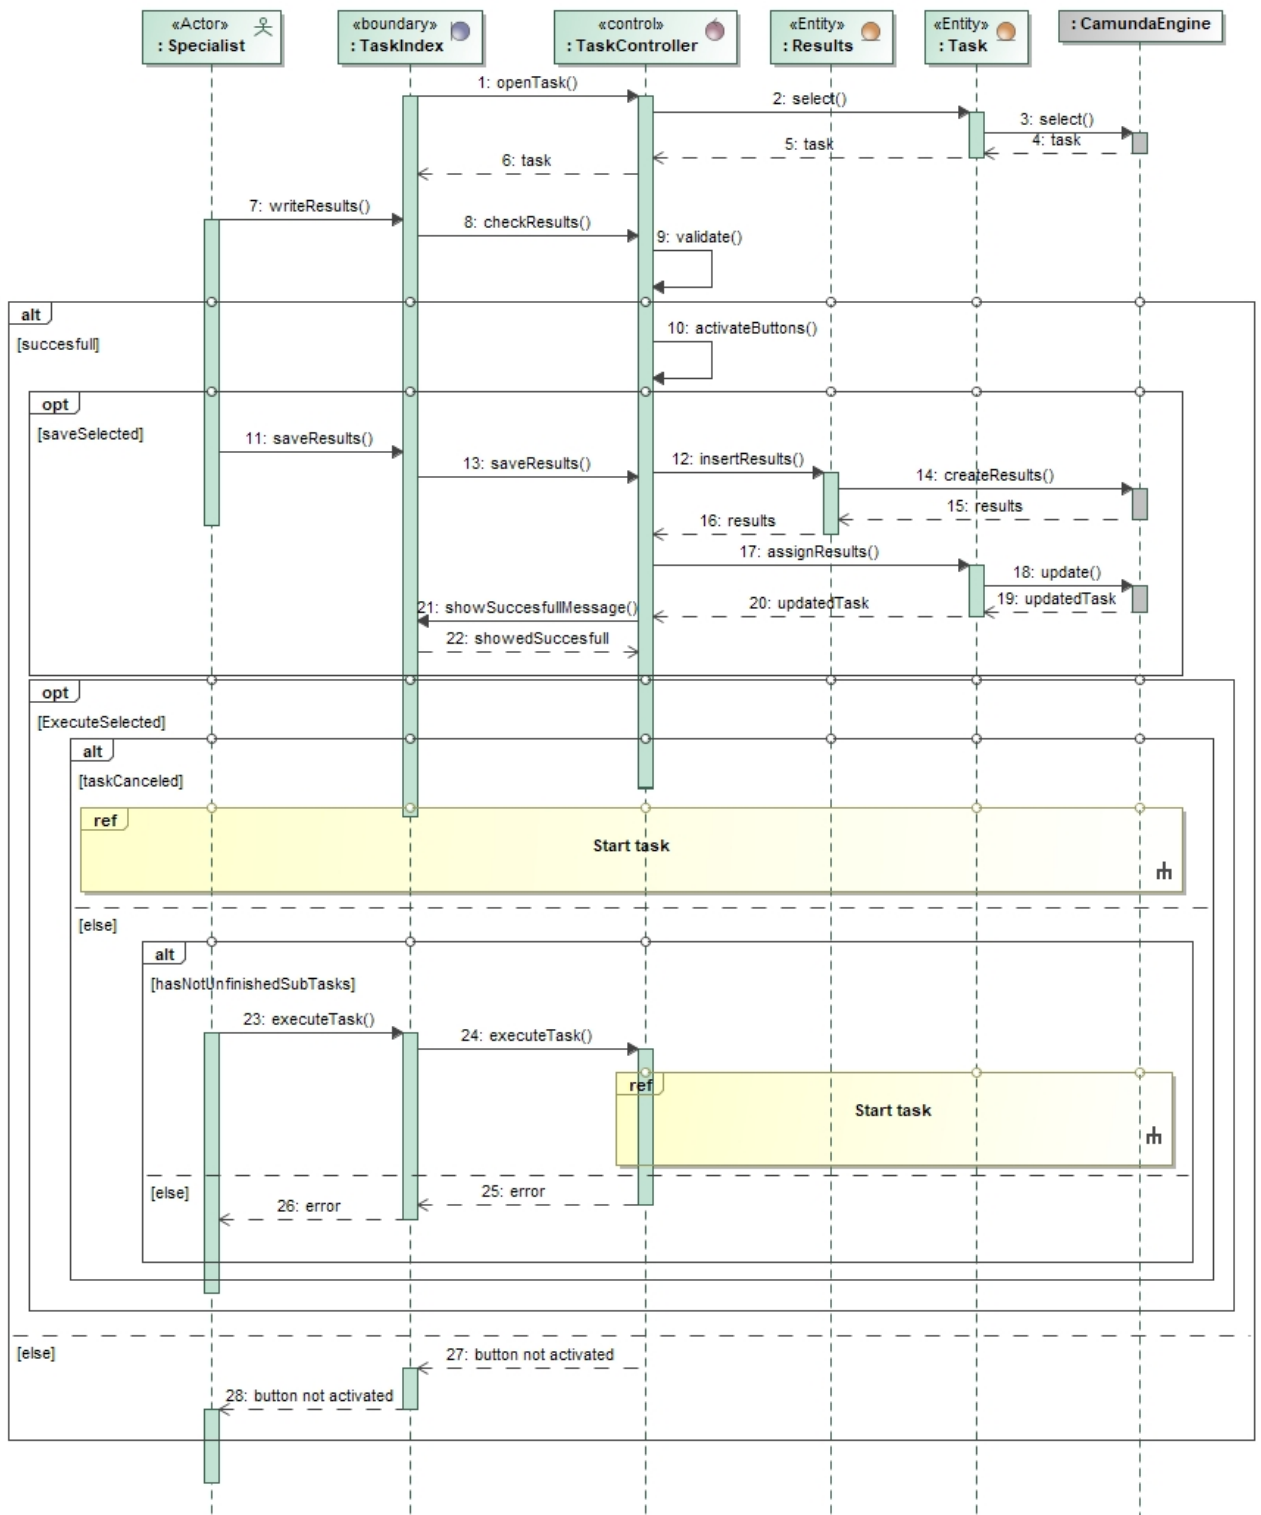 «Actor»
: Specialist
«boundary»
: TaskIndex
«control»
: TaskController
«Entity»
: Results
«Entity»
: Task
: CamundaEngine
1: openTask()
2: select()
3: select()
4: task
5: task
6: task
7: writeResults()
8: checkResults()
9: validate()
alt
[succesfull]
10: activateButtons()
opt
[saveSelected]
11: saveResults()
12: insertResults()
13: saveResults()
14: createResults()
15: results
16: results
17: assignResults()
18: update()
19: updatedTask
20: updatedTask
21: showSuccesfullMessage()
22: showedSuccesfull
opt
[ExecuteSelected]
alt
[taskCanceled]
ref
Start task
[else]
alt
[hasNotUnfinishedSubTasks]
23: executeTask()
24: executeTask()
ref
Start task
[else]
25: error
26: error
[else]
27: button not activated
28: button not activated